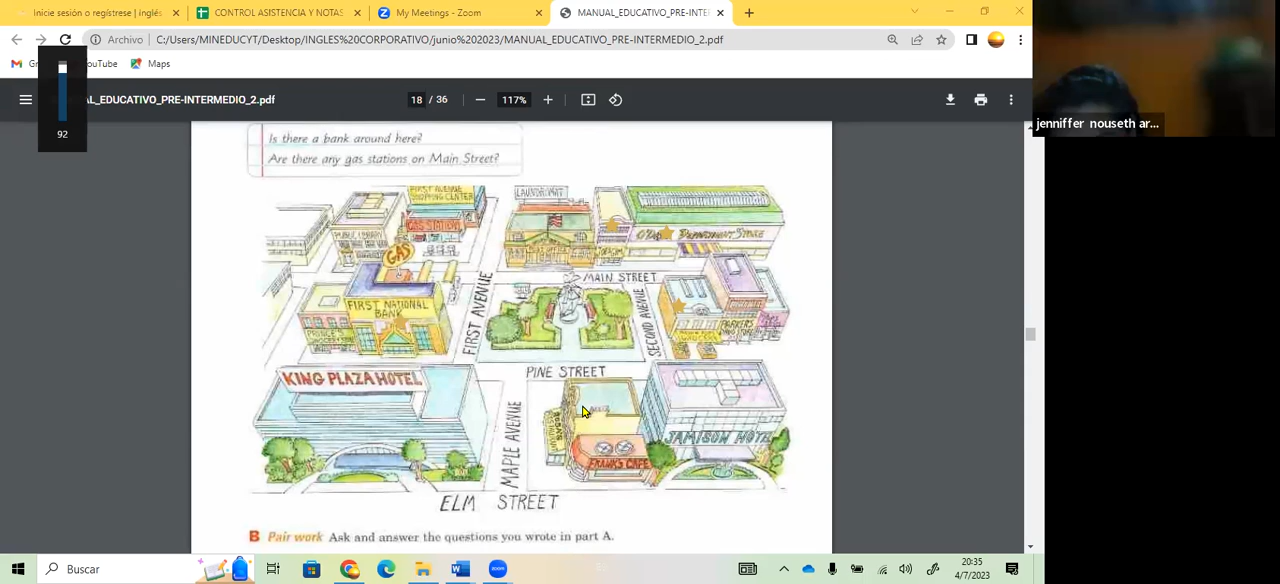 Inicie sesión o regístrese | inglés
CONTROL ASISTENCIA Y NOTAS
My Meetings - Zoom
MANUAL_EDUCATIVO_PRE-INTERMEDIO
Archivo
C:/Users/MINEDUCYT/Desktop/INGLES%20CORPORATIVO/junio%202023/MANUAL_EDUCATIVO_PRE-INTERMEDIO_2.pdf
Maps
92
AL_EDUCATIVO_PRE-INTERMEDIO_2.pdf
18 / 36
117%
jenniffer nouseth ar...
Is there a bank around here?
Are there any gas stations on Main Street?
FIRST AVENUE
SHOPPING CENTER
LAUNDROMAT
GAS STATION
PUBLIC LIBRARY
POST OFFICE
DEPARTMENT STORE
GAS
MAIN STREET
FIRST AVENUE
SECOND AVENUE
FIRST NATIONAL
BANK
PINE STREET
KING PLAZA HOTEL
MAPLE AVENUE
JAMISON HOTEL
FRANK'S CAFE
ELM STREET
B Pair work Ask and answer the questions you wrote in part A.
Buscar
zoom
20:35
4/7/2023